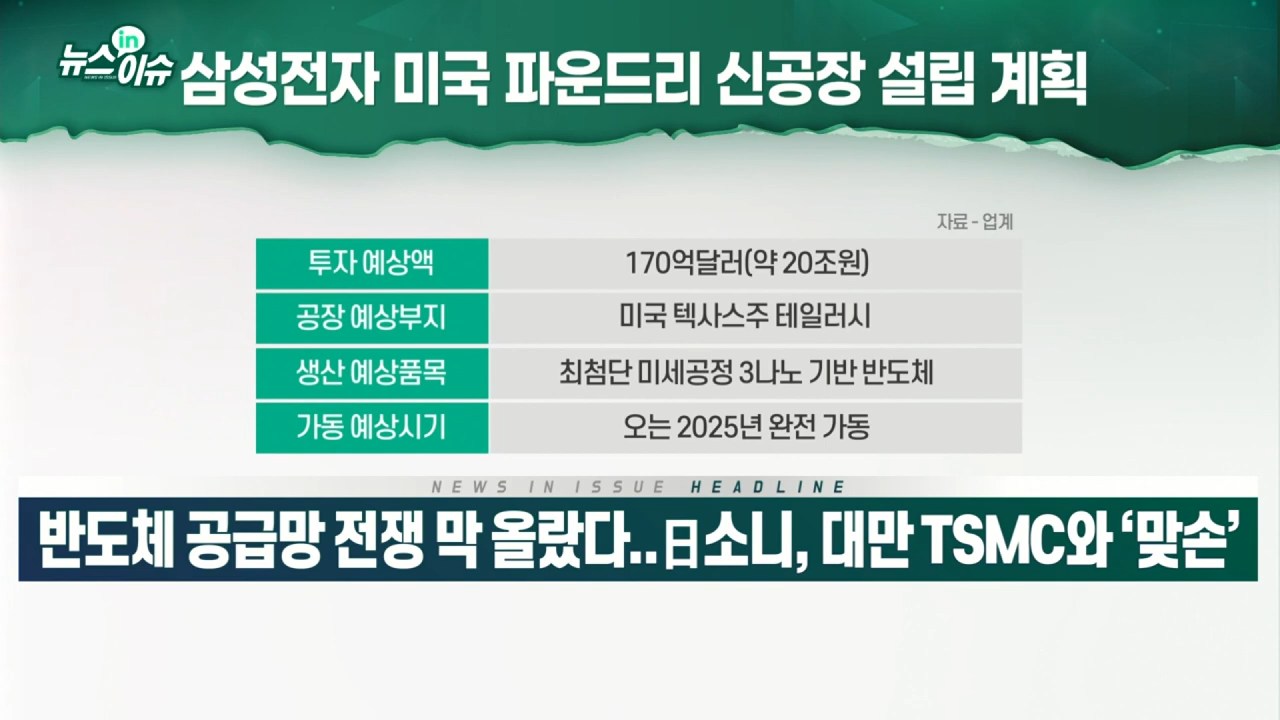 뉴스in이슈
삼성전자 미국 파운드리 신공장 설립 계획
자료 - 업계
투자 예상액 170억달러(약 20조원)
공장 예상부지 미국 텍사스주 테일러시
생산 예상품목 최첨단 미세공정 3나노 기반 반도체
가동 예상시기 오는 2025년 완전 가동
NEWS IN ISSUE HEADLINE
반도체 공급망 전쟁 막 올랐다..日소니, 대만 TSMC와 ‘맞손’